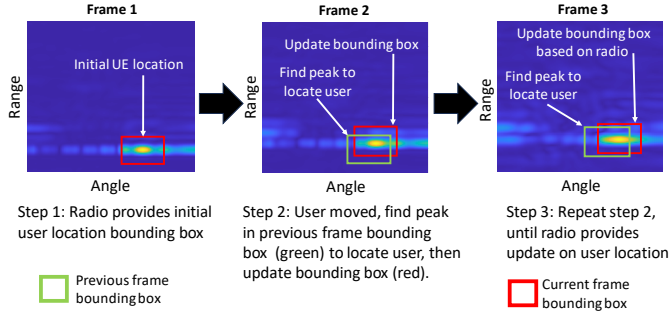 Frame 1
Frame 2
Frame 3
Initial UE location
Range
Angle
Update bounding box
Find peak to
locate user
Range
Angle
Update bounding box
based on radio
Find peak to
locate user
Range
Angle
Step 1: Radio provides initial
user location bounding box
Step 2: User moved, find peak
in previous frame bounding
box (green) to locate user, then
update bounding box (red).
Step 3: Repeat step 2,
until radio provides
update on user location
Previous frame
bounding box
Current frame
bounding box